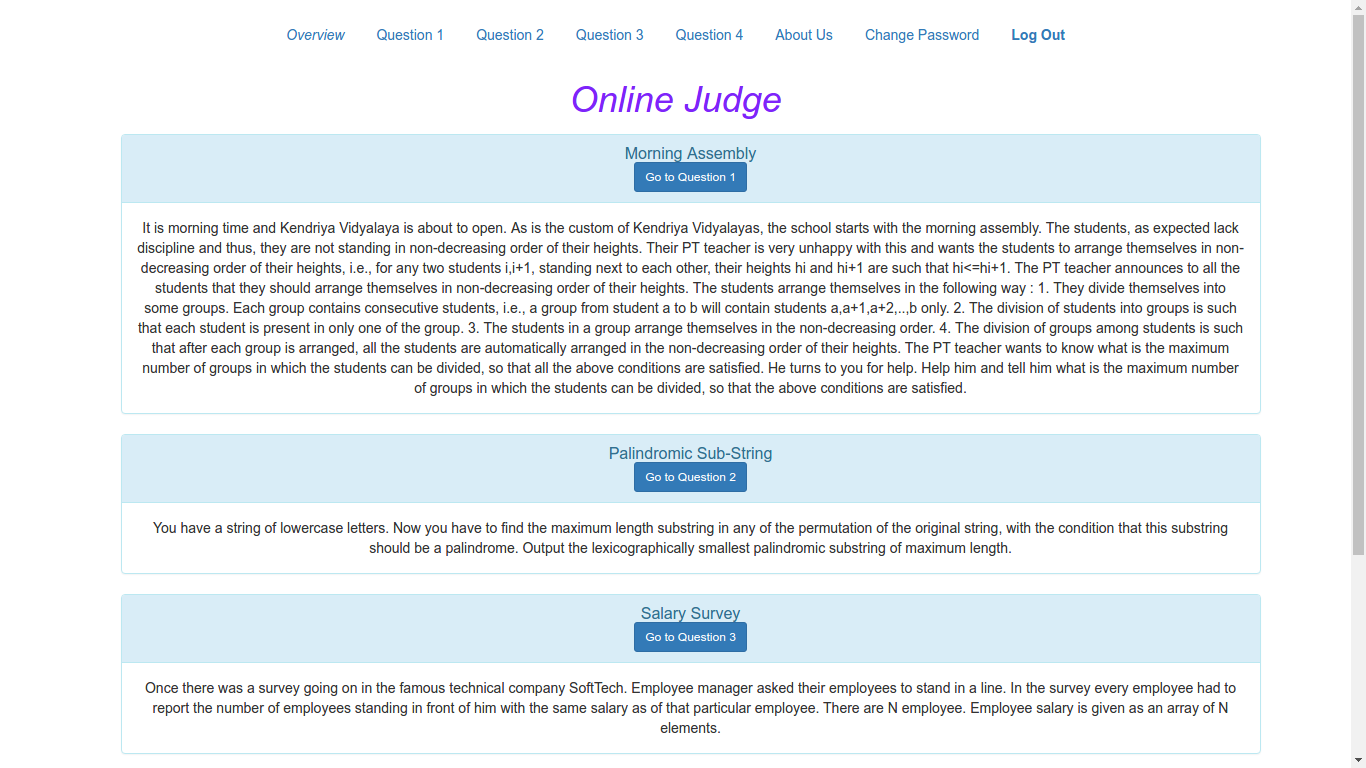 Overview Question 1 Question 2 Question 3 Question 4 About Us Change Password Log Out
Online Judge
Morning Assembly
Go to Question 1
It is morning time and Kendriya Vidyalaya is about to open. As is the custom of Kendriya Vidyalayas, the school starts with the morning assembly. The students, as expected lack
discipline and thus, they are not standing in non-decreasing order of their heights. Their PT teacher is very unhappy with this and wants the students to arrange themselves in non-
decreasing order of their heights, i.e., for any two students i,i+1, standing next to each other, their heights hi and hi+1 are such that hi<=hi+1. The PT teacher announces to all the
students that they should arrange themselves in non-decreasing order of their heights. The students arrange themselves in the following way : 1. They divide themselves into
some groups. Each group contains consecutive students, i.e., a group from student a to b will contain students a,a+1,a+2,..,b only. 2. The division of students into groups is such
that each student is present in only one of the group. 3. The students in a group arrange themselves in the non-decreasing order. 4. The division of groups among students is such
that after each group is arranged, all the students are automatically arranged in the non-decreasing order of their heights. The PT teacher wants to know what is the maximum
number of groups in which the students can be divided, so that all the above conditions are satisfied. He turns to you for help. Help him and tell him what is the maximum number
of groups in which the students can be divided, so that the above conditions are satisfied.
Palindromic Sub-String
Go to Question 2
You have a string of lowercase letters. Now you have to find the maximum length substring in any of the permutation of the original string, with the condition that this substring
should be a palindrome. Output the lexicographically smallest palindromic substring of maximum length.
Salary Survey
Go to Question 3
Once there was a survey going on in the famous technical company SoftTech. Employee manager asked their employees to stand in a line. In the survey every employee had to
report the number of employees standing in front of him with the same salary as of that particular employee. There are N employee. Employee salary is given as an array of N
elements.